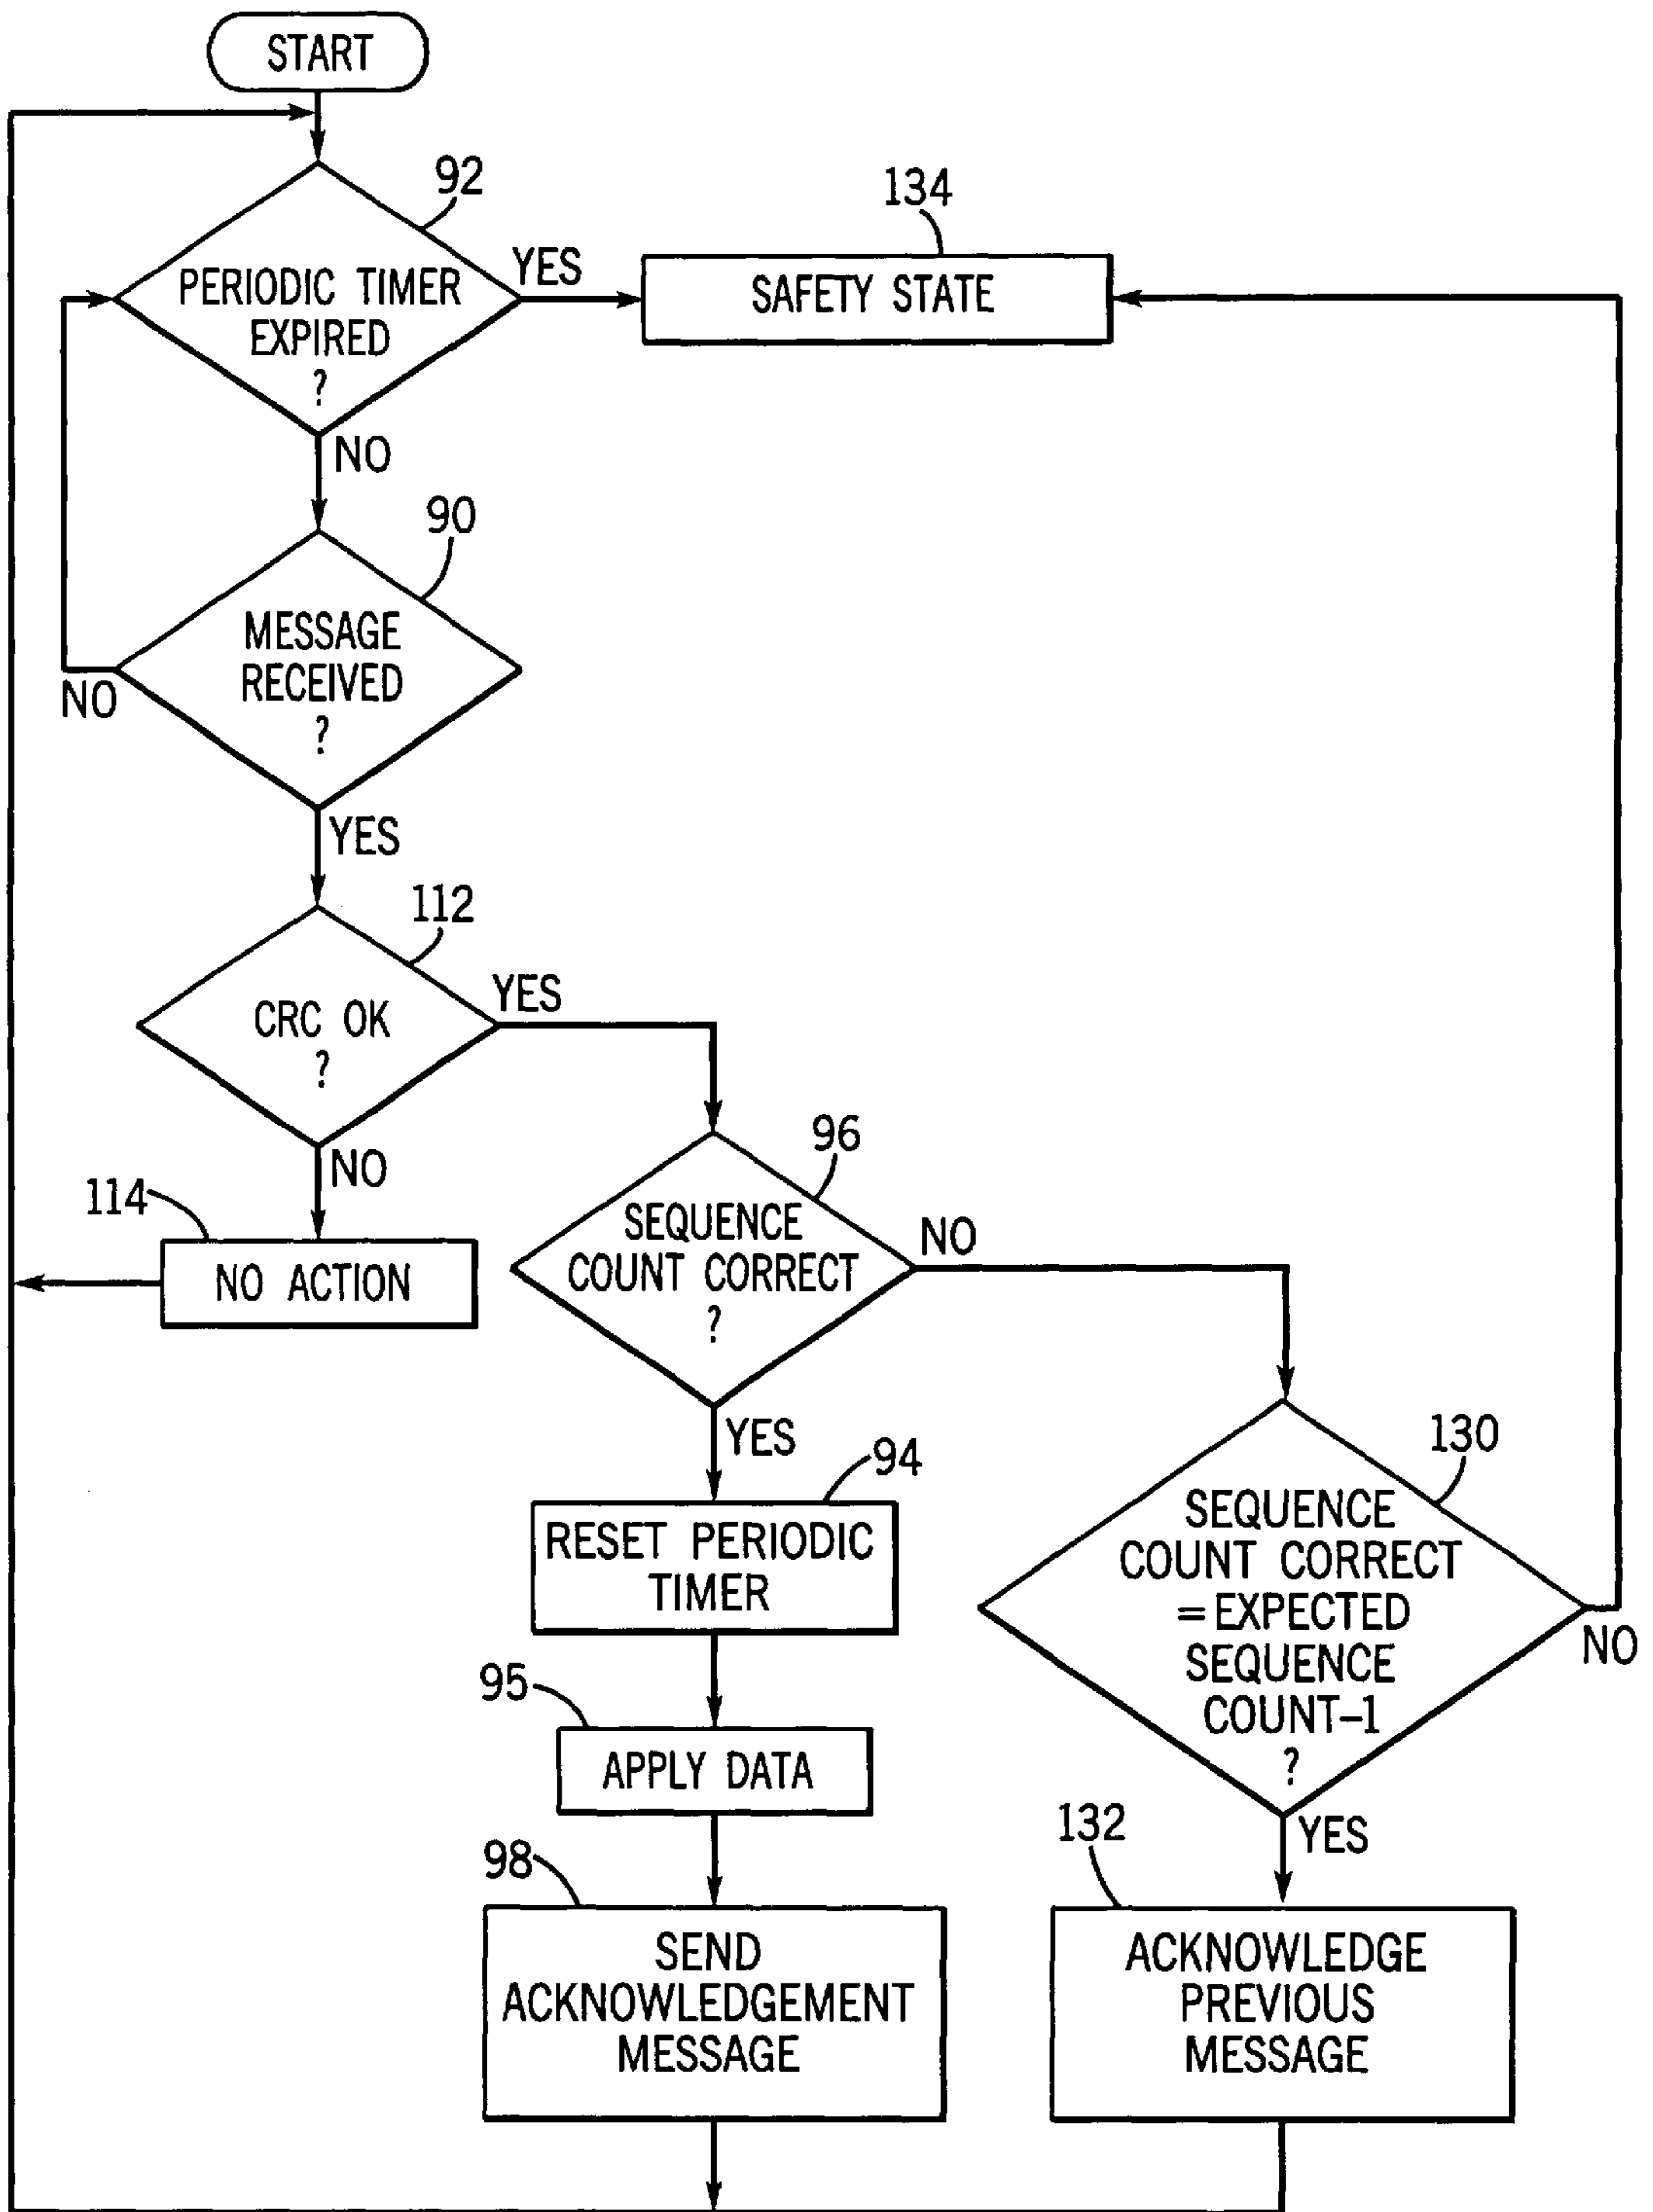 START
92
134
PERIODIC TIMER
EXPIRED
?
YES
SAFETY STATE
NO
90
MESSAGE
RECEIVED
?
NO
YES
112
CRC OK
?
YES
NO
114
NO ACTION
96
SEQUENCE
COUNT CORRECT
?
NO
YES
94
RESET PERIODIC
TIMER
95
APPLY DATA
98
SEND
ACKNOWLEDGEMENT
MESSAGE
130
SEQUENCE
COUNT CORRECT
=EXPECTED
SEQUENCE
COUNT-1
?
NO
YES
132
ACKNOWLEDGE
PREVIOUS
MESSAGE